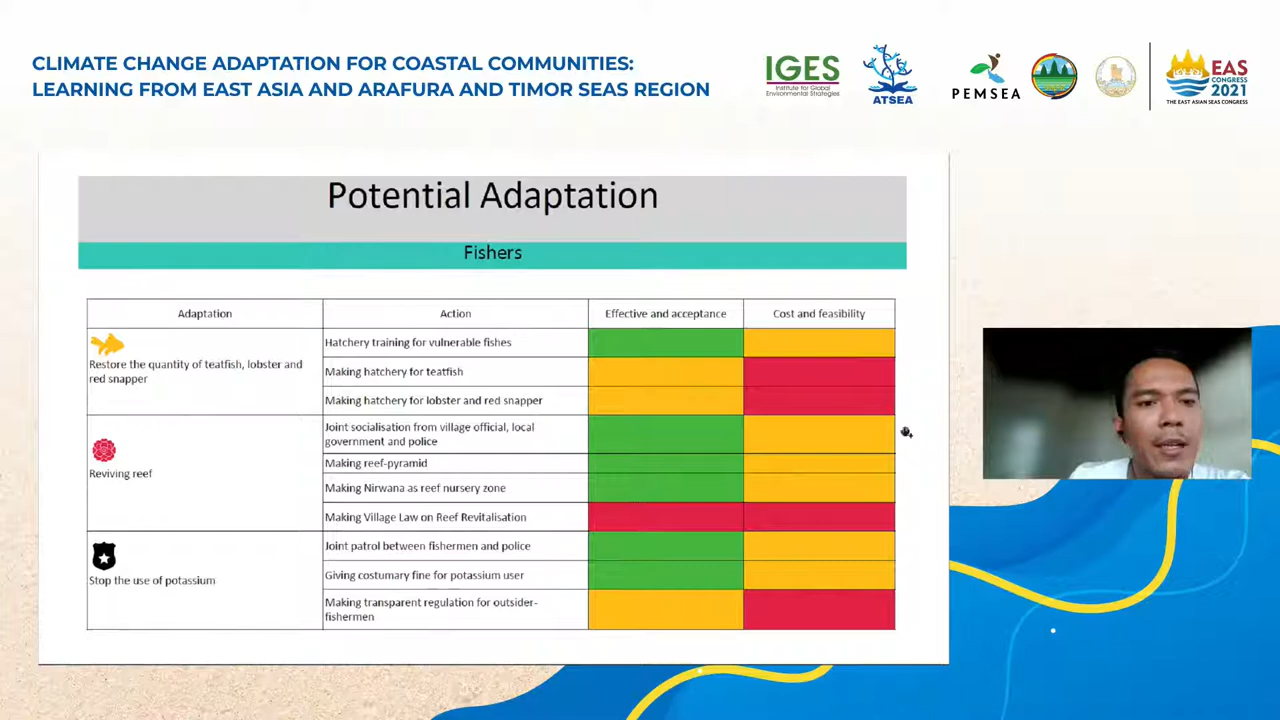 CLIMATE CHANGE ADAPTATION FOR COASTAL COMMUNITIES:
LEARNING FROM EAST ASIA AND ARAFURA AND TIMOR SEAS REGION
IGES
Institute for Global
Environmental Strategies
ATSEA
PEMSEA
EAS
CONGRESS
2021
THE EAST ASIAN SEAS CONGRESS
Potential Adaptation
Fishers
Adaptation
Action
Effective and acceptance
Cost and feasibility
Restore the quantity of teatfish, lobster and
red snapper
Hatchery training for vulnerable fishes
Making hatchery for teatfish
Making hatchery for lobster and red snapper
Reviving reef
Joint socialisation from village official, local
government and police
Making reef-pyramid
Making Nirwana as reef nursery zone
Making Village Law on Reef Revitalisation
Stop the use of potassium
Joint patrol between fishermen and police
Giving costumary fine for potassium user
Making transparent regulation for outsider-
fishermen